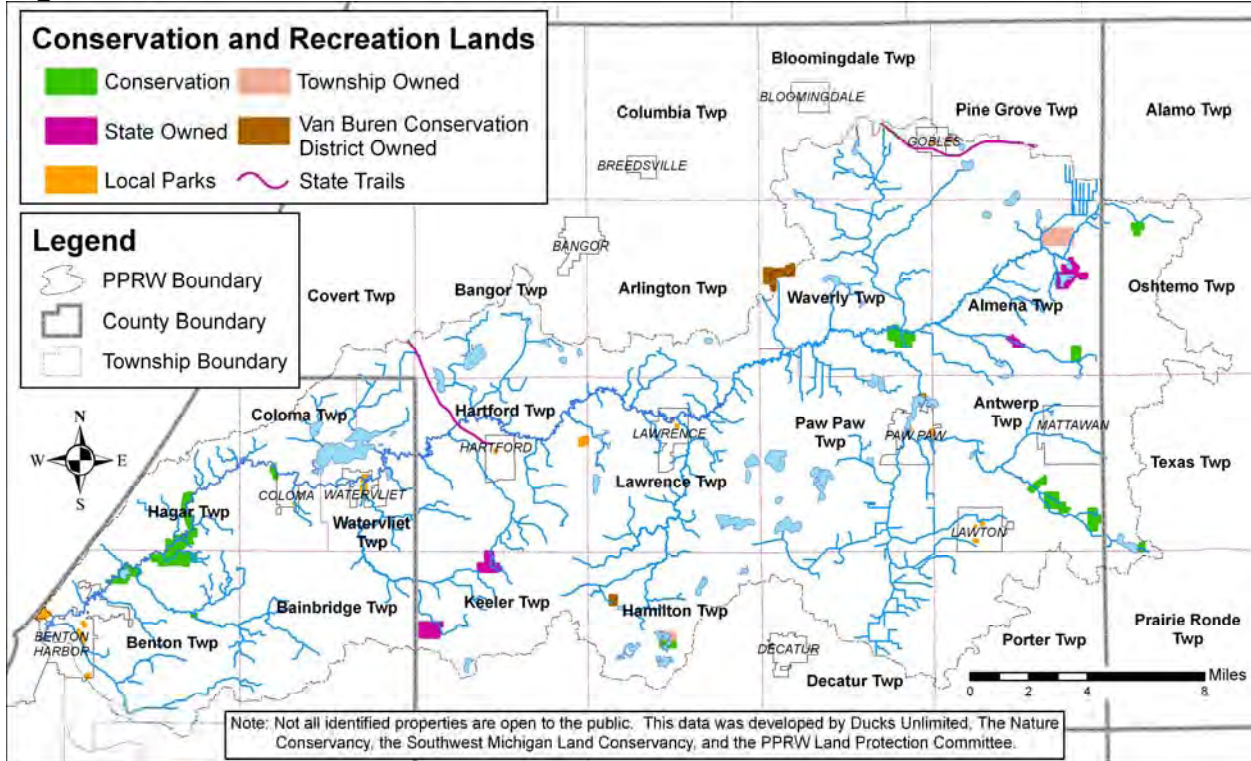 Conservation and Recreation Lands
Conservation
Township Owned
State Owned
Van Buren Conservation
District Owned
Local Parks
State Trails
Legend
PPRW Boundary
County Boundary
Township Boundary
Bloomingdale Twp
BLOOMINGDALE
Columbia Twp
Pine Grove Twp
Alamo Twp
GOBLES
BREEDSVILLE
BANGOR
Covert Twp
Bangor Twp
Arlington Twp
Waverly Twp
Almena Twp
Oshtemo Twp
N
W
E
S
Coloma Twp
Hartford Twp
HARTFORD
LAWRENCE
Paw Paw
Twp
PAW PAW
Antwerp
Twp
MATTAWAN
Texas Twp
COLOMA
WATERVLIET
Hagar Twp
Watervliet
Twp
Lawrence Twp
LAWTON
Bainbridge Twp
Keeler Twp
Hamilton Twp
BENTON
HARBOR
Benton Twp
DECATUR
Decatur Twp
Porter Twp
Prairie Ronde
Twp
Miles
0 2 4 6 8
Note: Not all identified properties are open to the public. This data was developed by Ducks Unlimited, The Nature
Conservancy, the Southwest Michigan Land Conservancy, and the PPRW Land Protection Committee.